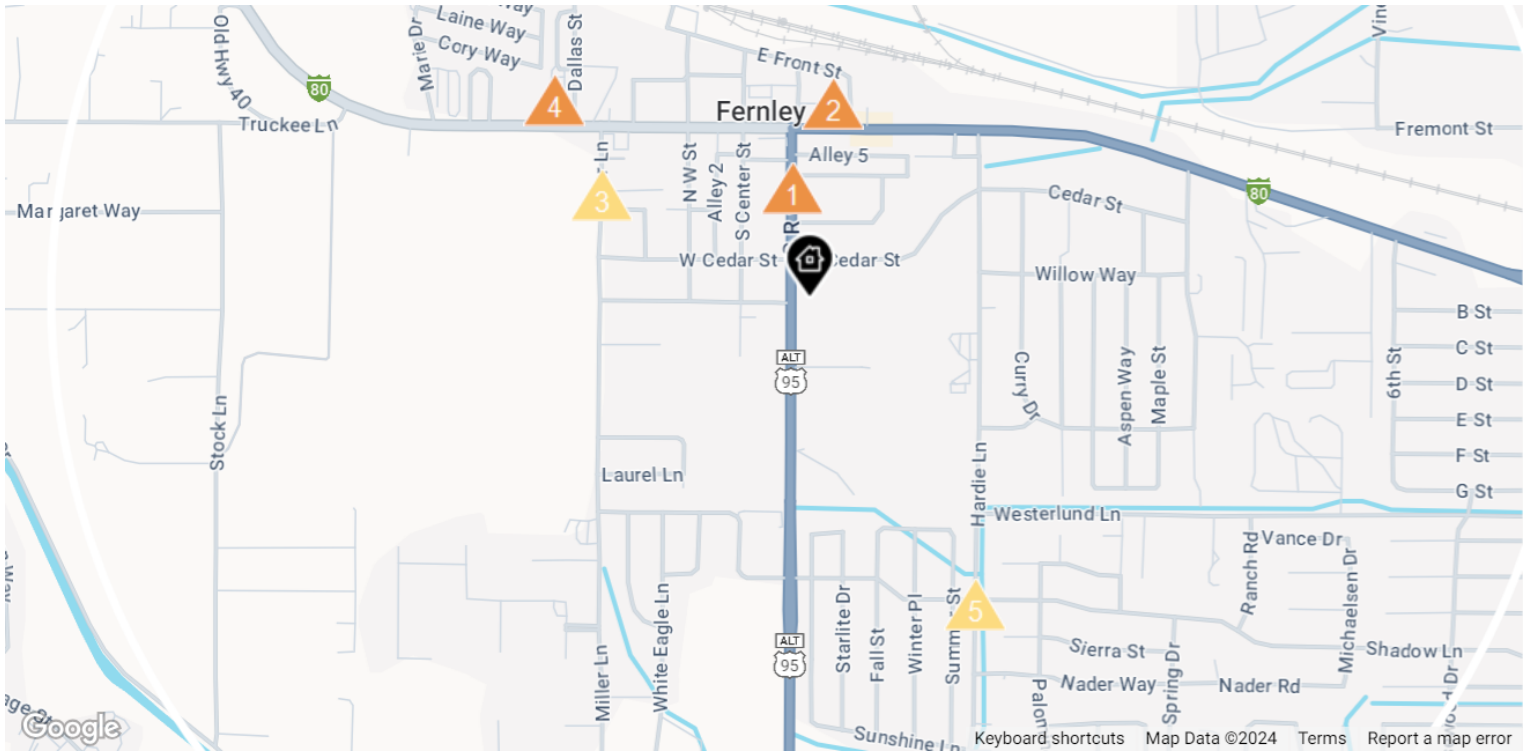 Way
Laine Way
Cory Way
Dallas St
Marie Dr
Old Hwy 40
80
Truckee Ln
4
E Front St
Fernley
2
Vine
Fremont St
Ln
N W St
Alley 2
S Center St
Alley 5
1
3
Margaret Way
Cedar St
80
W Cedar St
Cedar St
Willow Way
B St
C St
D St
E St
F St
G St
6th St
ALT
95
Curry Dr
Aspen Way
Maple St
Stock Ln
Laurel Ln
Hardie Ln
Westerlund Ln
Vance Dr
Ranch Rd
Michaelsen Dr
5
Starlite Dr
Fall St
Winter Pl
Sierra St
Spring Dr
Shadow Ln
Nader Way
Nader Rd
ALT
95
Miller Ln
White Eagle Ln
Sunshine Ln
Google
Keyboard shortcuts
Map Data ©2024
Terms
Report a map error